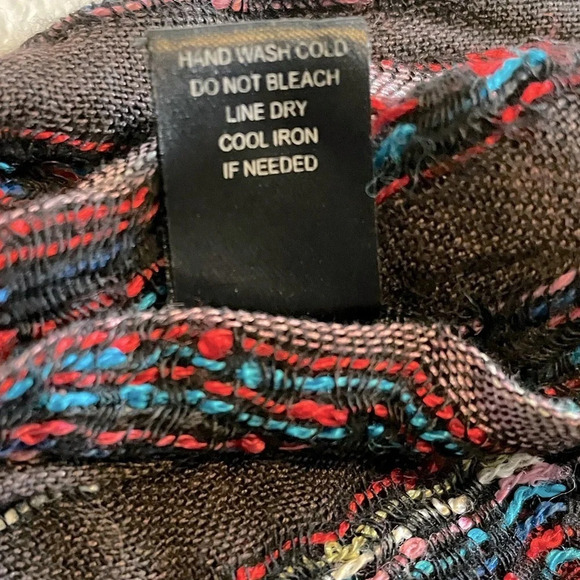 HAND WASH COLD
DO NOT BLEACH
LINE DRY
COOL IRON
IF NEEDED